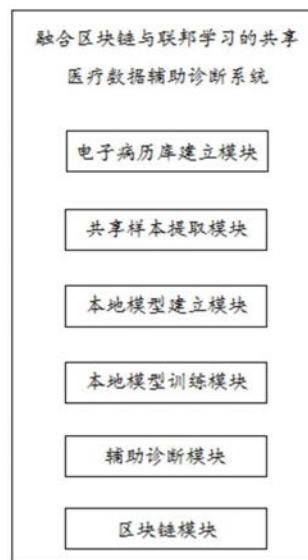 融合区块链与联邦学习的共享
医疗数据辅助诊断系统
电子病历库建立模块
共享样本提取模块
本地模型建立模块
本地模型训练模块
辅助诊断模块
区块链模块